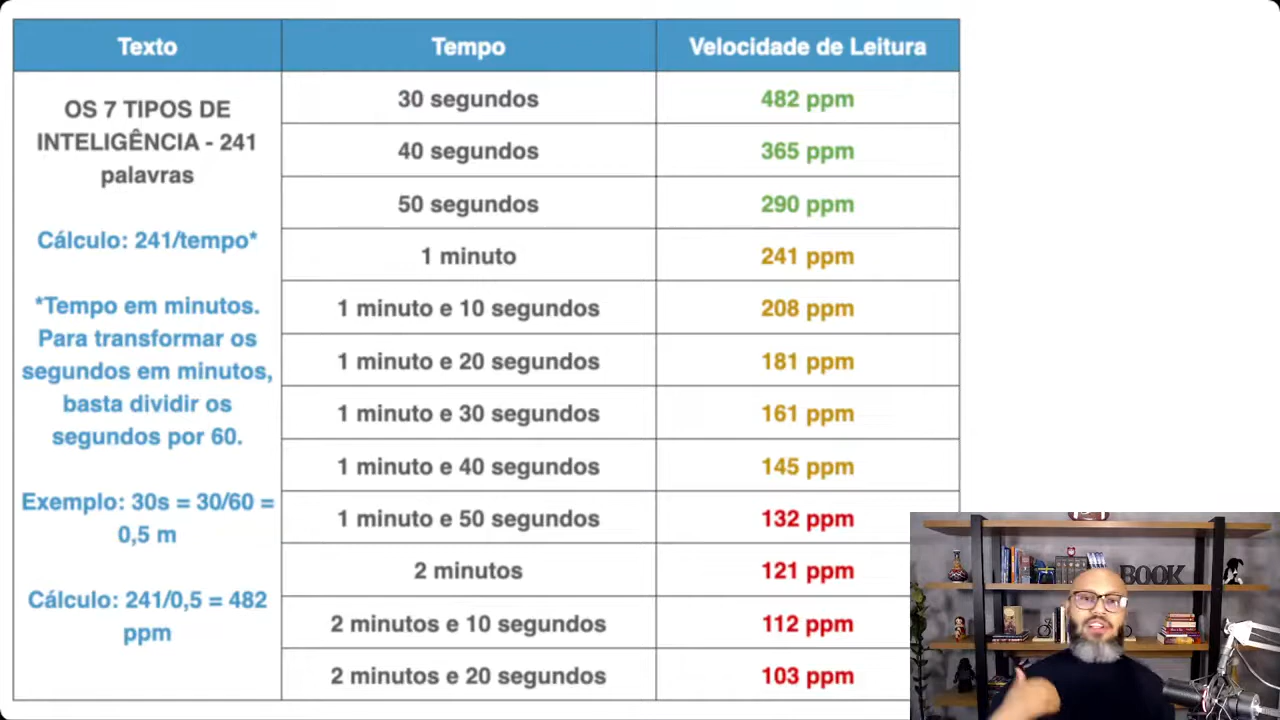 Texto
Tempo
Velocidade de Leitura
OS 7 TIPOS DE
INTELIGÊNCIA - 241
palavras
Cálculo: 241/tempo*
*Tempo em minutos.
Para transformar os
segundos em minutos,
basta dividir os
segundos por 60.
Exemplo: 30s = 30/60 =
0,5 m
Cálculo: 241/0,5 = 482
ppm
30 segundos
482 ppm
40 segundos
365 ppm
50 segundos
290 ppm
1 minuto
241 ppm
1 minuto e 10 segundos
208 ppm
1 minuto e 20 segundos
181 ppm
1 minuto e 30 segundos
161 ppm
1 minuto e 40 segundos
145 ppm
1 minuto e 50 segundos
132 ppm
2 minutos
121 ppm
2 minutos e 10 segundos
112 ppm
2 minutos e 20 segundos
103 ppm
BOOK